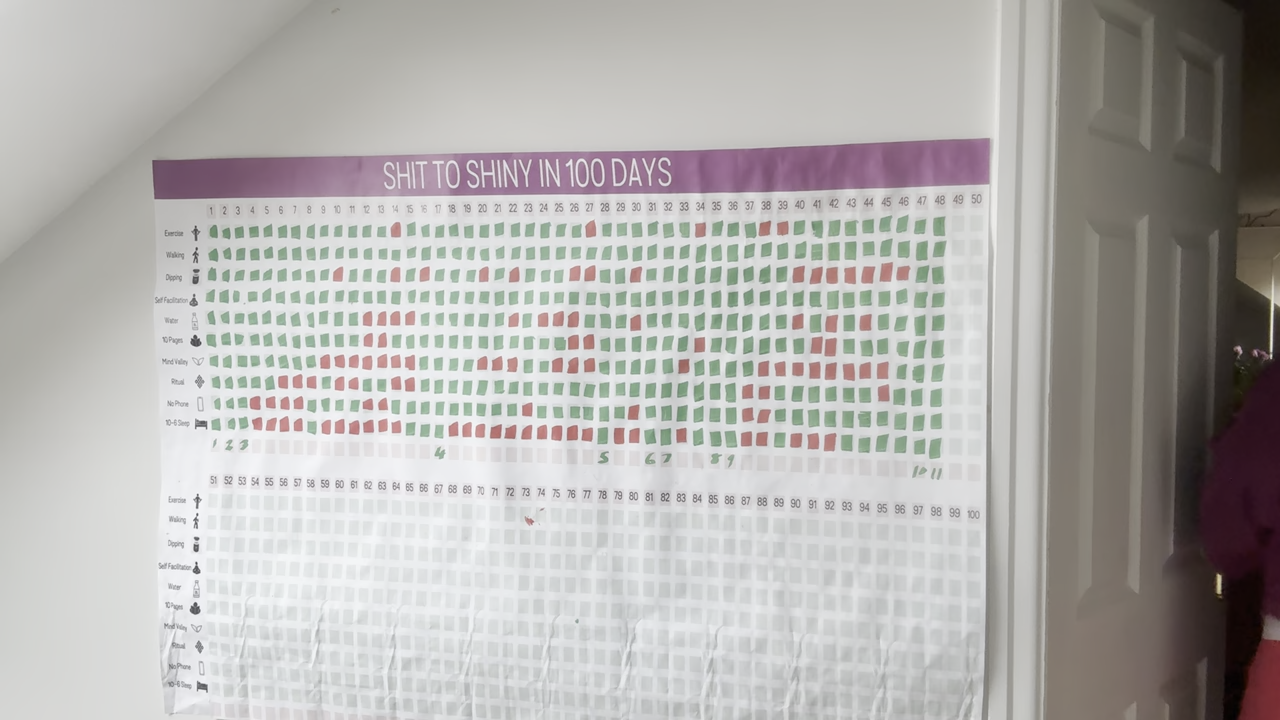 SHIT TO SHINY IN 100 DAYS
1 2 3 4 5 6 7 8 9 10 11 12 13 14 15 16 17 18 19 20 21 22 23 24 25 26 27 28 29 30 31 32 33 34 35 36 37 38 39 40 41 42 43 44 45 46 47 48 49 50
Exercise
Walking
Dipping
Self Facilitation
Water
10 Pages
Mind Valley
Ritual
No Phone
10-6 Sleep
1 2 3 4 5 6 7 8 9 10 11
51 52 53 54 55 56 57 58 59 60 61 62 63 64 65 66 67 68 69 70 71 72 73 74 75 76 77 78 79 80 81 82 83 84 85 86 87 88 89 90 91 92 93 94 95 96 97 98 99 100
Exercise
Walking
Dipping
Self Facilitation
Water
10 Pages
Mind Valley
Ritual
No Phone
10-6 Sleep